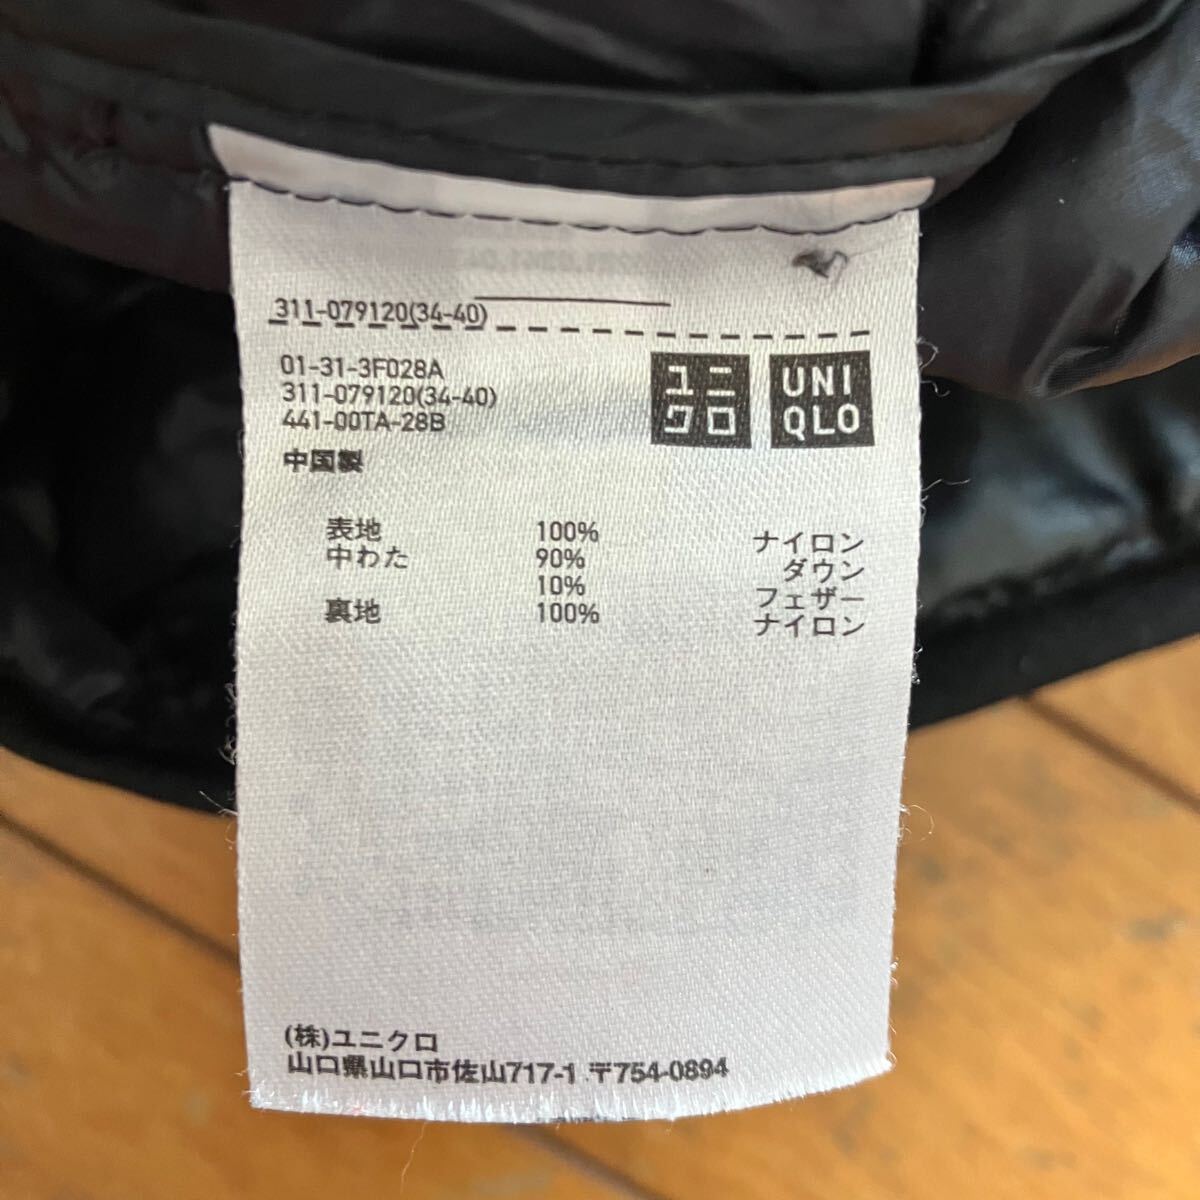 311-079120(34-40)
01-31-3F028A
311-079120(34-40)
441-00TA-28B
中国製
ユニ
クロ
UNI
QLO
表地 100% ナイロン
中わた 90% ダウン
10% フェザー
裏地 100% ナイロン
(株)ユニクロ
山口県山口市佐山717-1 〒754-0894